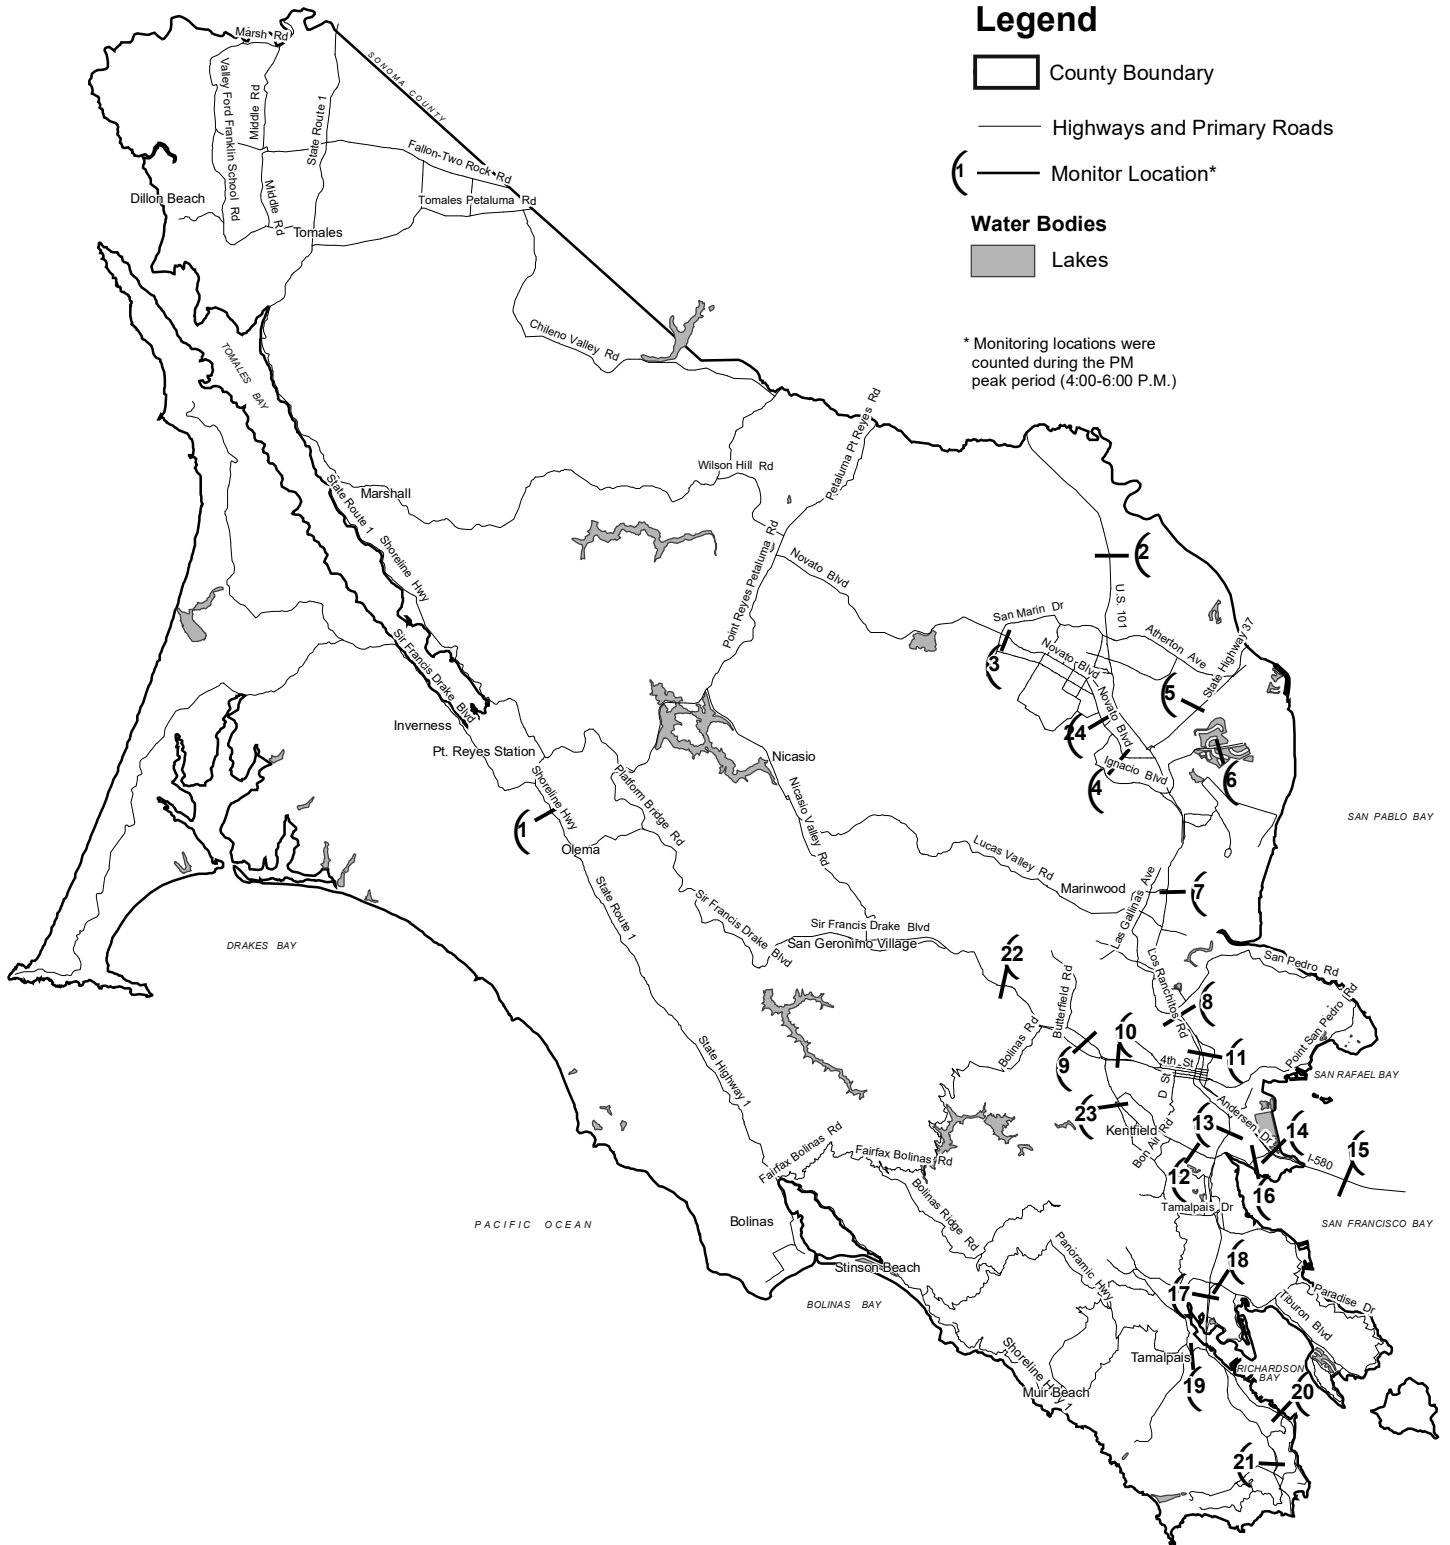 Legend
County Boundary
Highways and Primary Roads
1
Monitor Location*
Water Bodies
Lakes
* Monitoring locations were
counted during the PM
peak period (4:00-6:00 P.M.)
Marsh Rd
SONOMA COUNTY
Valley Ford Franklin School Rd
Middle Rd
State Route 1
Fallon-Two Rock Rd
Middle Rd
Dillon Beach
Tomales Petaluma Rd
Tomales
Chileno Valley Rd
TOMALES BAY
Petaluma Pt Reyes Rd
Wilson Hill Rd
Marshall
State Route 1
Shoreline Hwy
Point Reyes Petaluma Rd
Novato Blvd
2
U.S. 101
San Marin Dr
Atherton Ave
State Highway 37
3
Novato Blvd
5
Sir Francis Drake Blvd
Novato Blvd
24
Inverness
Pt. Reyes Station
Nicasio
Ignacio Blvd
4
6
Shoreline Hwy
Platform Bridge Rd
Nicasio Valley Rd
1
SAN PABLO BAY
Olema
Lucas Valley Rd
Marinwood
Las Gallinas Ave
7
State Route 1
Sir Francis Drake Blvd
Sir Francis Drake Blvd
San Geronimo Village
DRAKES BAY
22
Los Ranchitos Rd
San Pedro Rd
Butterfield Rd
8
Point San Pedro Rd
Bolinas Rd
10
9
4th St
11
State Highway 1
SAN RAFAEL BAY
D St
23
Kentfield
13
Andersen Dr
14
Bon Air Rd
15
I-580
Fairfax Bolinas Rd
Fairfax Bolinas Rd
12
16
Bolinas Ridge Rd
Tamalpais Dr
PACIFIC OCEAN
Bolinas
SAN FRANCISCO BAY
Panoramic Hwy
18
Stinson Beach
17
Paradise Dr
Tiburon Blvd
BOLINAS BAY
Shoreline Hwy 1
Tamalpais
RICHARDSON
BAY
19
20
Muir Beach
21